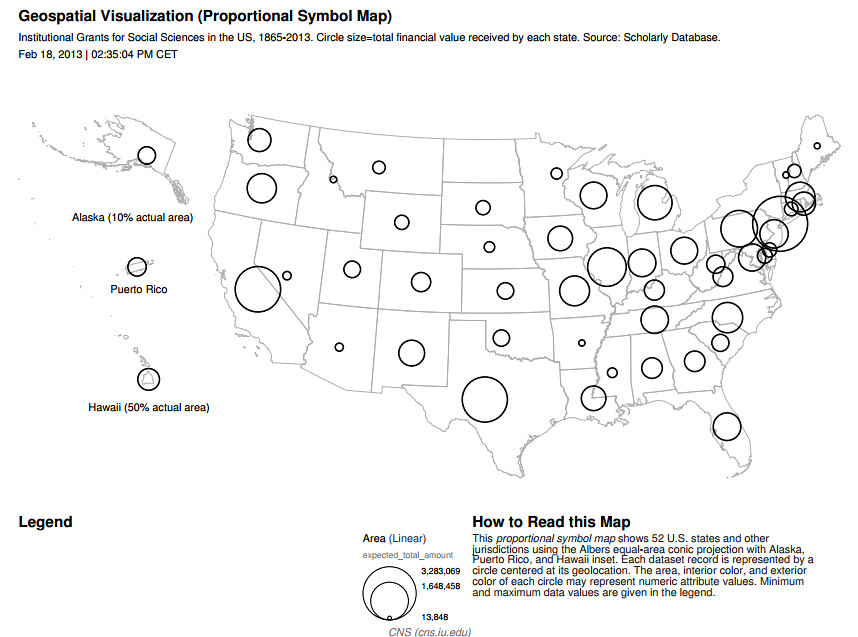 Geospatial Visualization (Proportional Symbol Map)
Institutional Grants for Social Sciences in the US, 1865-2013. Circle size=total financial value received by each state. Source: Scholarly Database.
Feb 18, 2013 | 02:35:04 PM CET
Alaska (10% actual area)
Puerto Rico
Hawaii (50% actual area)
Legend
Area (Linear)
expected_total_amount
3,283,069
1,648,458
13,848
CNS (cns.iu.edu)
How to Read this Map
This proportional symbol map shows 52 U.S. states and other
jurisdictions using the Albers equal-area conic projection with Alaska,
Puerto Rico, and Hawaii inset. Each dataset record is represented by a
circle centered at its geolocation. The area, interior color, and exterior
color of each circle may represent numeric attribute values. Minimum
and maximum data values are given in the legend.